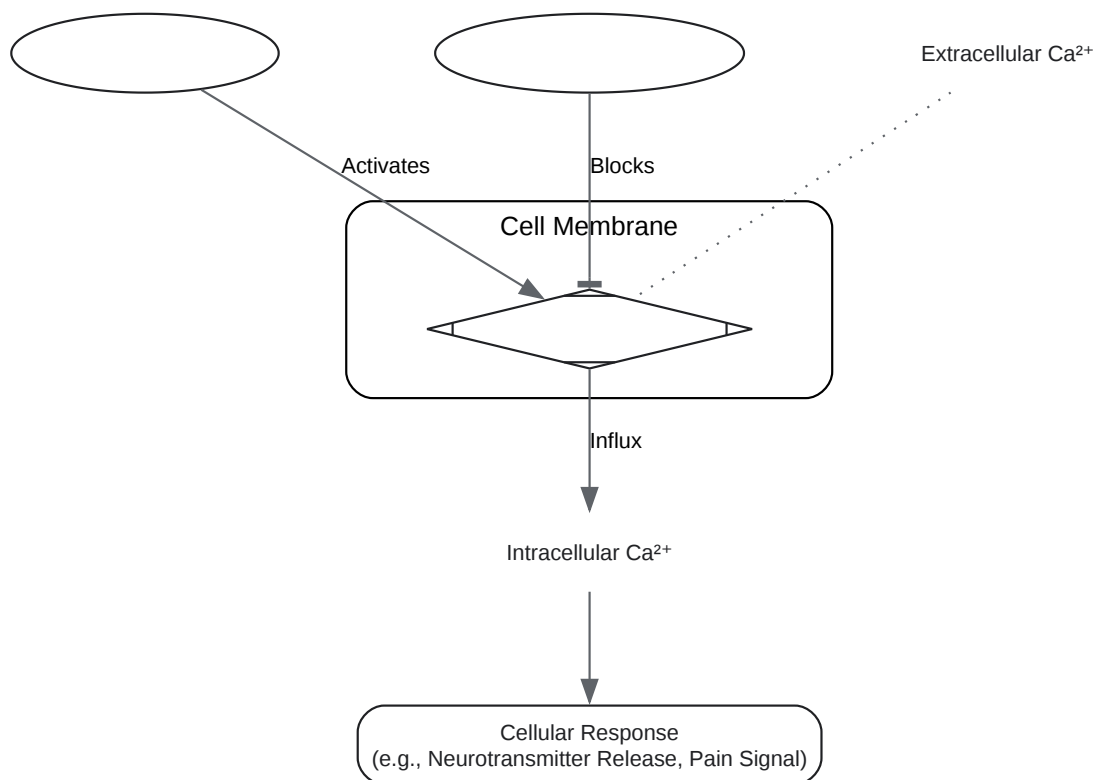 Extracellular Ca²⁺
Activates
Blocks
Cell Membrane
Influx
Intracellular Ca²⁺
Cellular Response
(e.g., Neurotransmitter Release, Pain Signal)